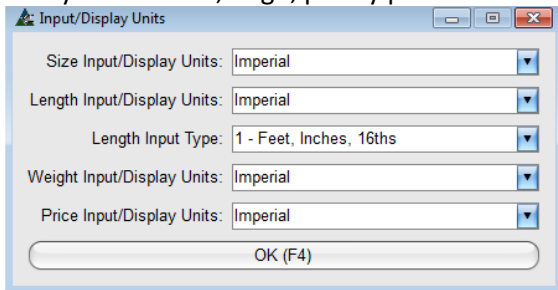 Input/Display Units
Size Input/Display Units: Imperial
Length Input/Display Units: Imperial
Length Input Type: 1 - Feet, Inches, 16ths
Weight Input/Display Units: Imperial
Price Input/Display Units: Imperial
OK (F4)